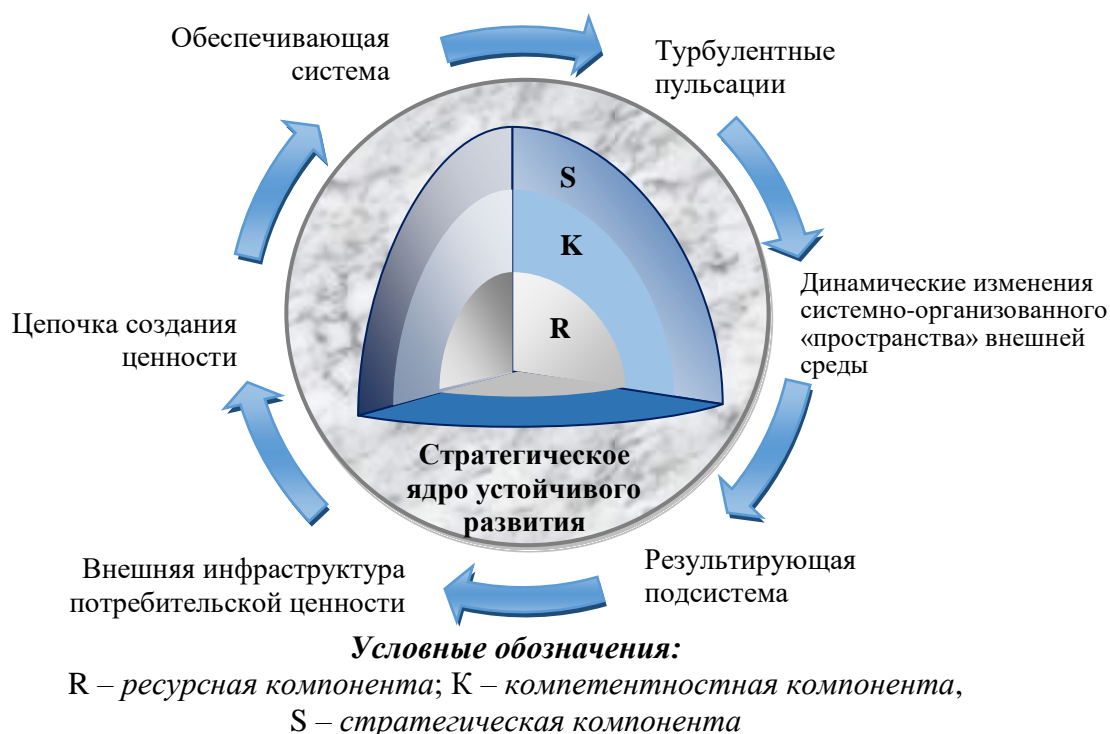 Обеспечивающая
система
Турбулентные
пульсации
S
K
R
Динамические изменения
системно-организованного
«пространства» внешней
среды
Цепочка создания
ценности
Стратегическое
ядро устойчивого
развития
Результирующая
подсистема
Внешняя инфраструктура
потребительской ценности
Условные обозначения:
R – ресурсная компонента; К – компетентностная компонента,
S – стратегическая компонента